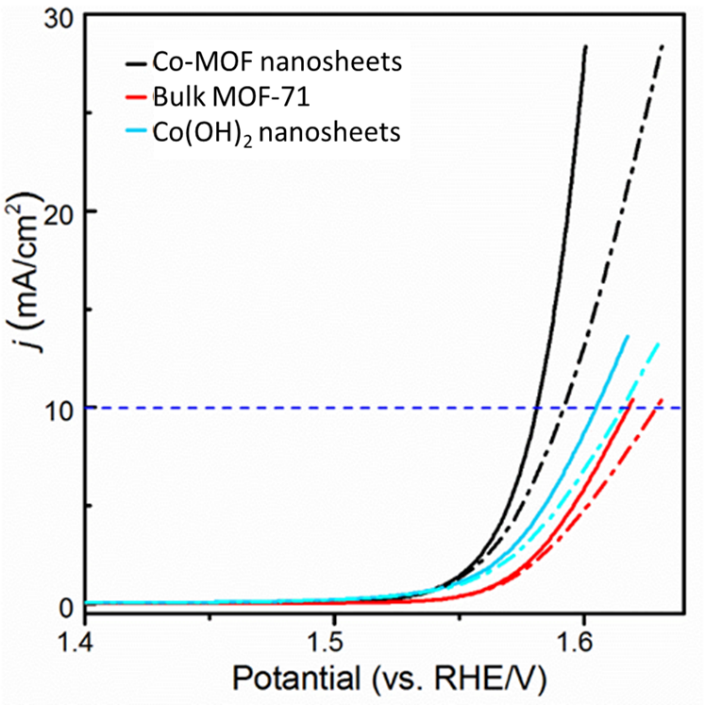 30
Co-MOF nanosheets
Bulk MOF-71
Co(OH)₂ nanosheets
20
j (mA/cm²)
10
0
1.4 1.5 1.6
Potantial (vs. RHE/V)